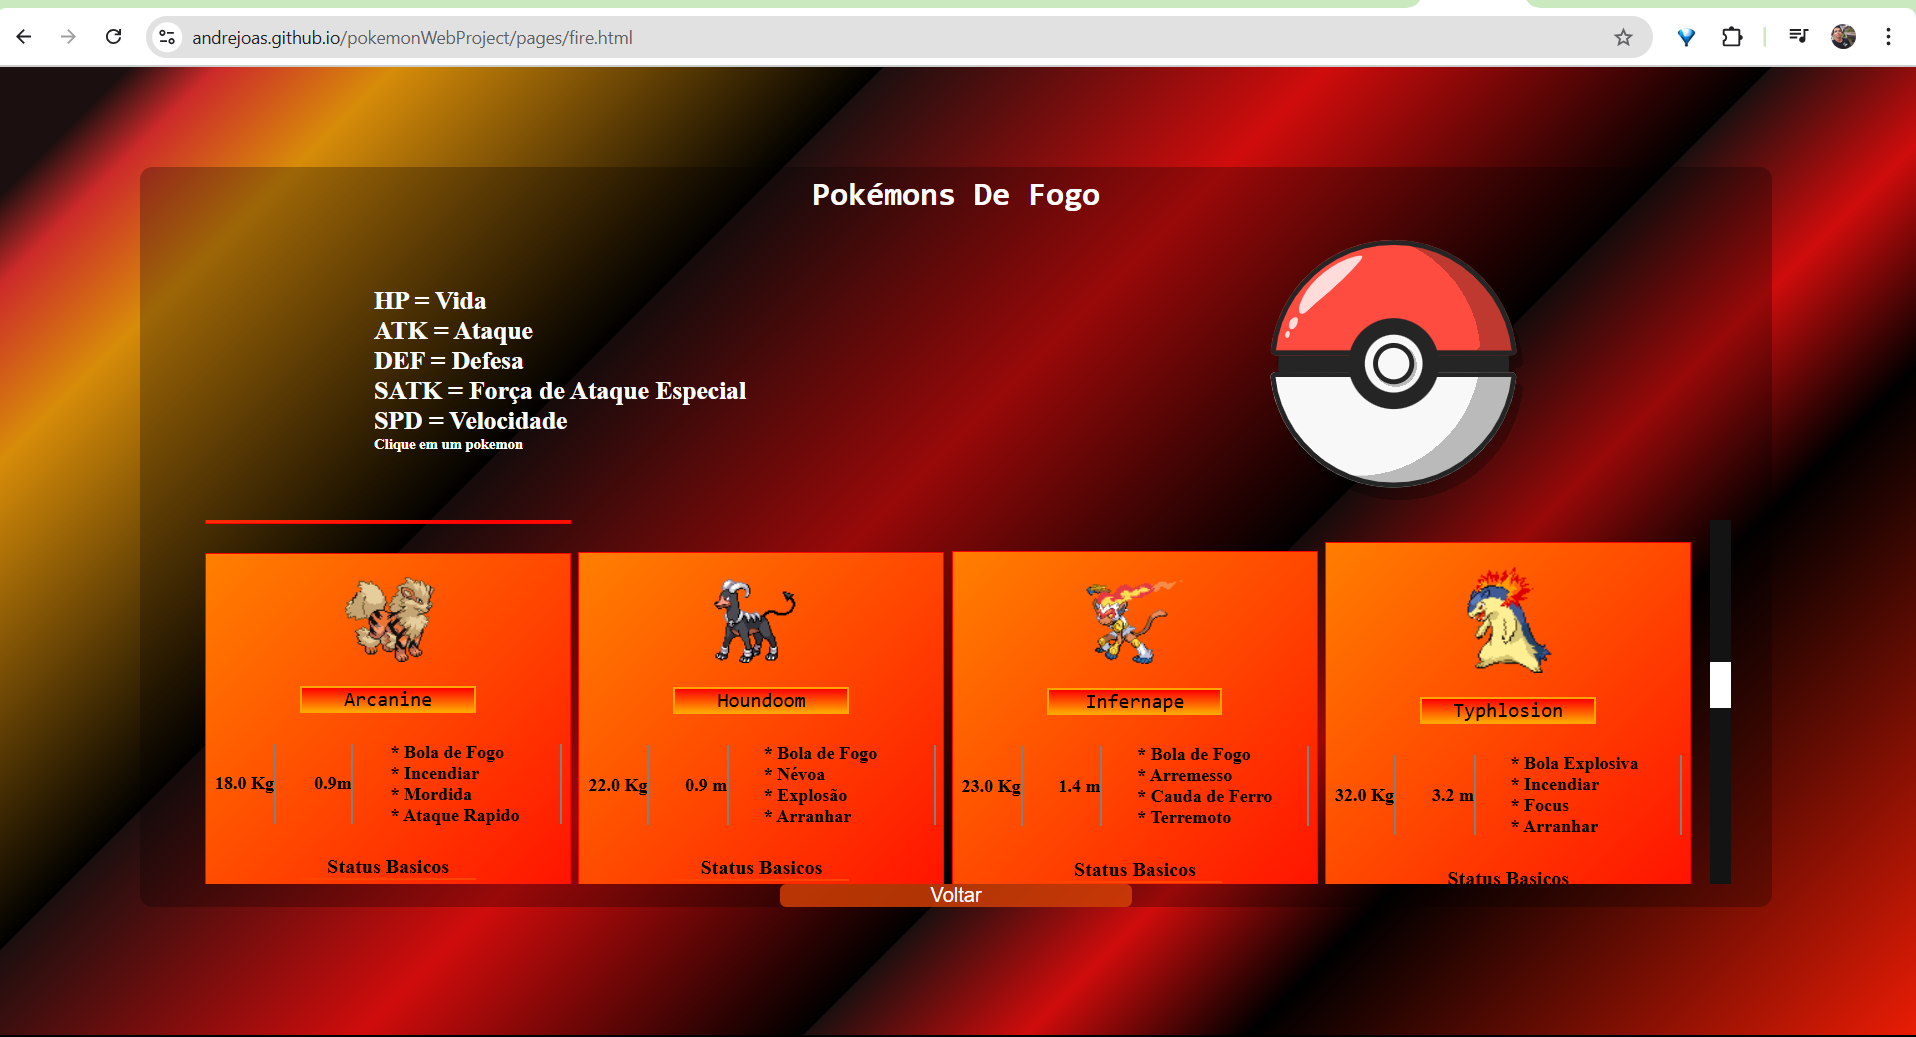 andrejoas.github.io/pokemonWebProject/pages/fire.html
Pokémons De Fogo
HP = Vida
ATK = Ataque
DEF = Defesa
SATK = Força de Ataque Especial
SPD = Velocidade
Clique em um pokemon
Arcanine
18.0 Kg
0.9m
* Bola de Fogo
* Incendiar
* Mordida
* Ataque Rapido
Status Basicos
Houndoom
22.0 Kg
0.9 m
* Bola de Fogo
* Névoa
* Explosão
* Arranhar
Status Basicos
Infernape
23.0 Kg
1.4 m
* Bola de Fogo
* Arremesso
* Cauda de Ferro
* Terremoto
Status Basicos
Typhlosion
32.0 Kg
3.2 m
* Bola Explosiva
* Incendiar
* Focus
* Arranhar
Status Basicos
Voltar